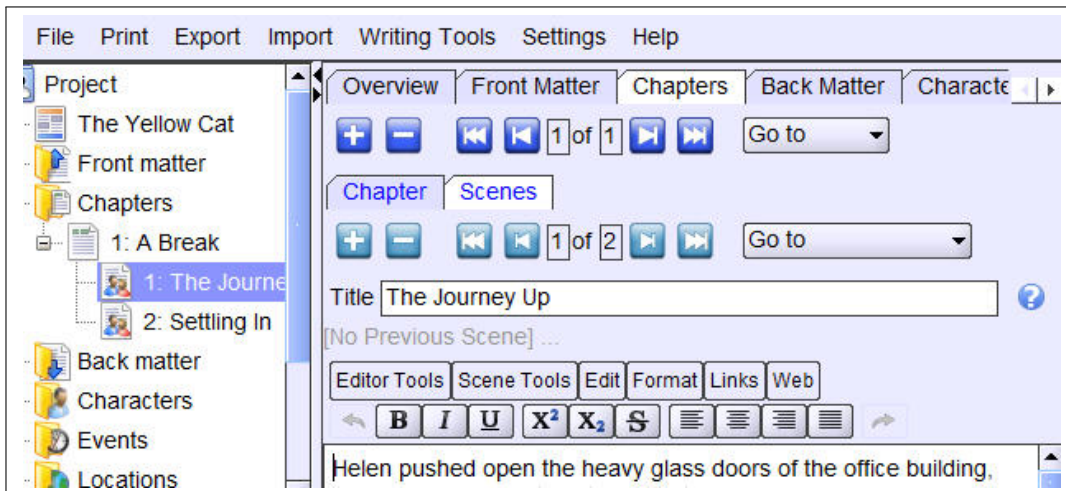 File Print Export Import Writing Tools Settings Help
Project
The Yellow Cat
Front matter
Chapters
1: A Break
1: The Journe
2: Settling In
Back matter
Characters
Events
Locations
Overview Front Matter Chapters Back Matter Characte
1 of 1 Go to
Chapter Scenes
1 of 2 Go to
Title The Journey Up
[No Previous Scene] ...
Editor Tools Scene Tools Edit Format Links Web
B I U X² X₂ S
Helen pushed open the heavy glass doors of the office building,